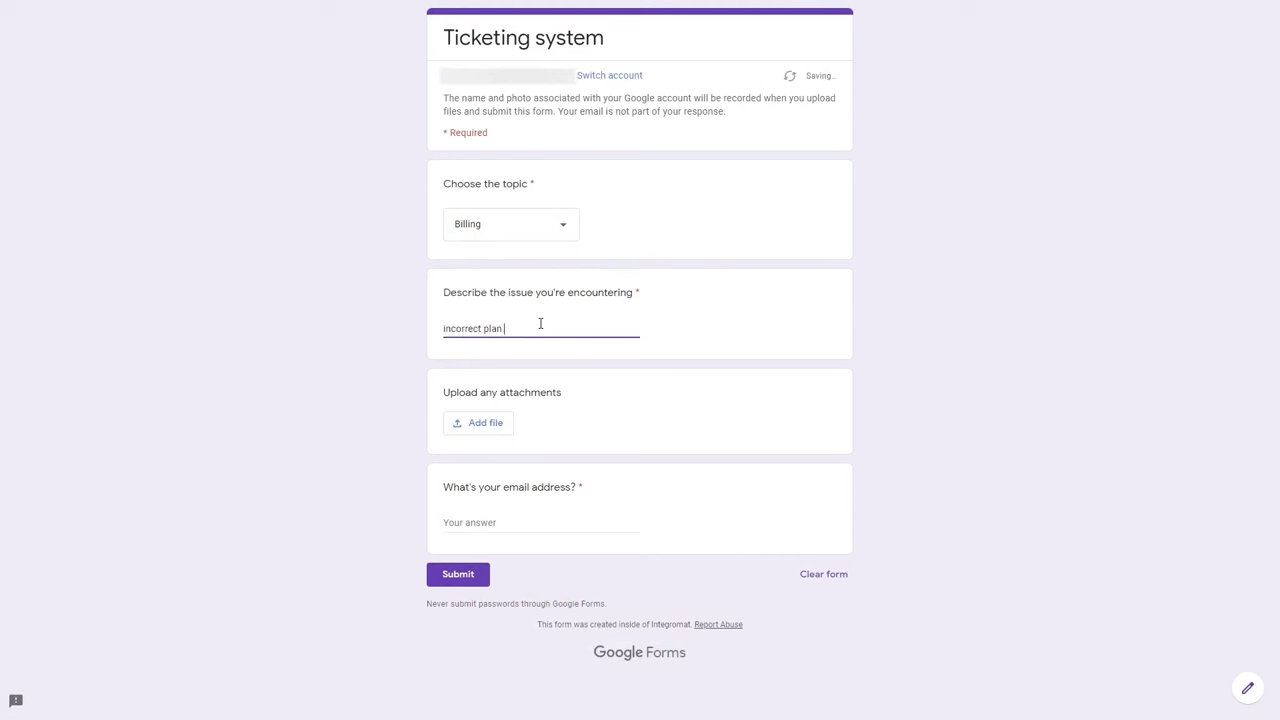 Ticketing system
Switch account
Saving...
The name and photo associated with your Google account will be recorded when you upload
files and submit this form. Your email is not part of your response.
* Required
Choose the topic *
Billing
Describe the issue you're encountering *
incorrect plan
Upload any attachments
Add file
What's your email address? *
Your answer
Submit
Clear form
Never submit passwords through Google Forms.
This form was created inside of Integromat. Report Abuse
Google Forms